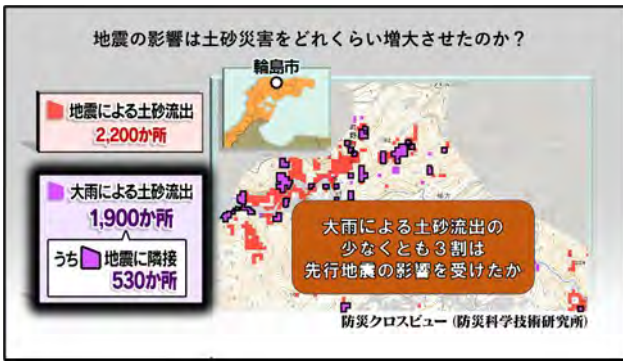 地震の影響は土砂災害をどれくらい増大させたのか？
輪島市
地震による土砂流出
2,200か所
大雨による土砂流出
1,900か所
うち 地震に隣接
530か所
大雨による土砂流出の
少なくとも3割は
先行地震の影響を受けたか
防災クロスビュー（防災科学技術研究所）